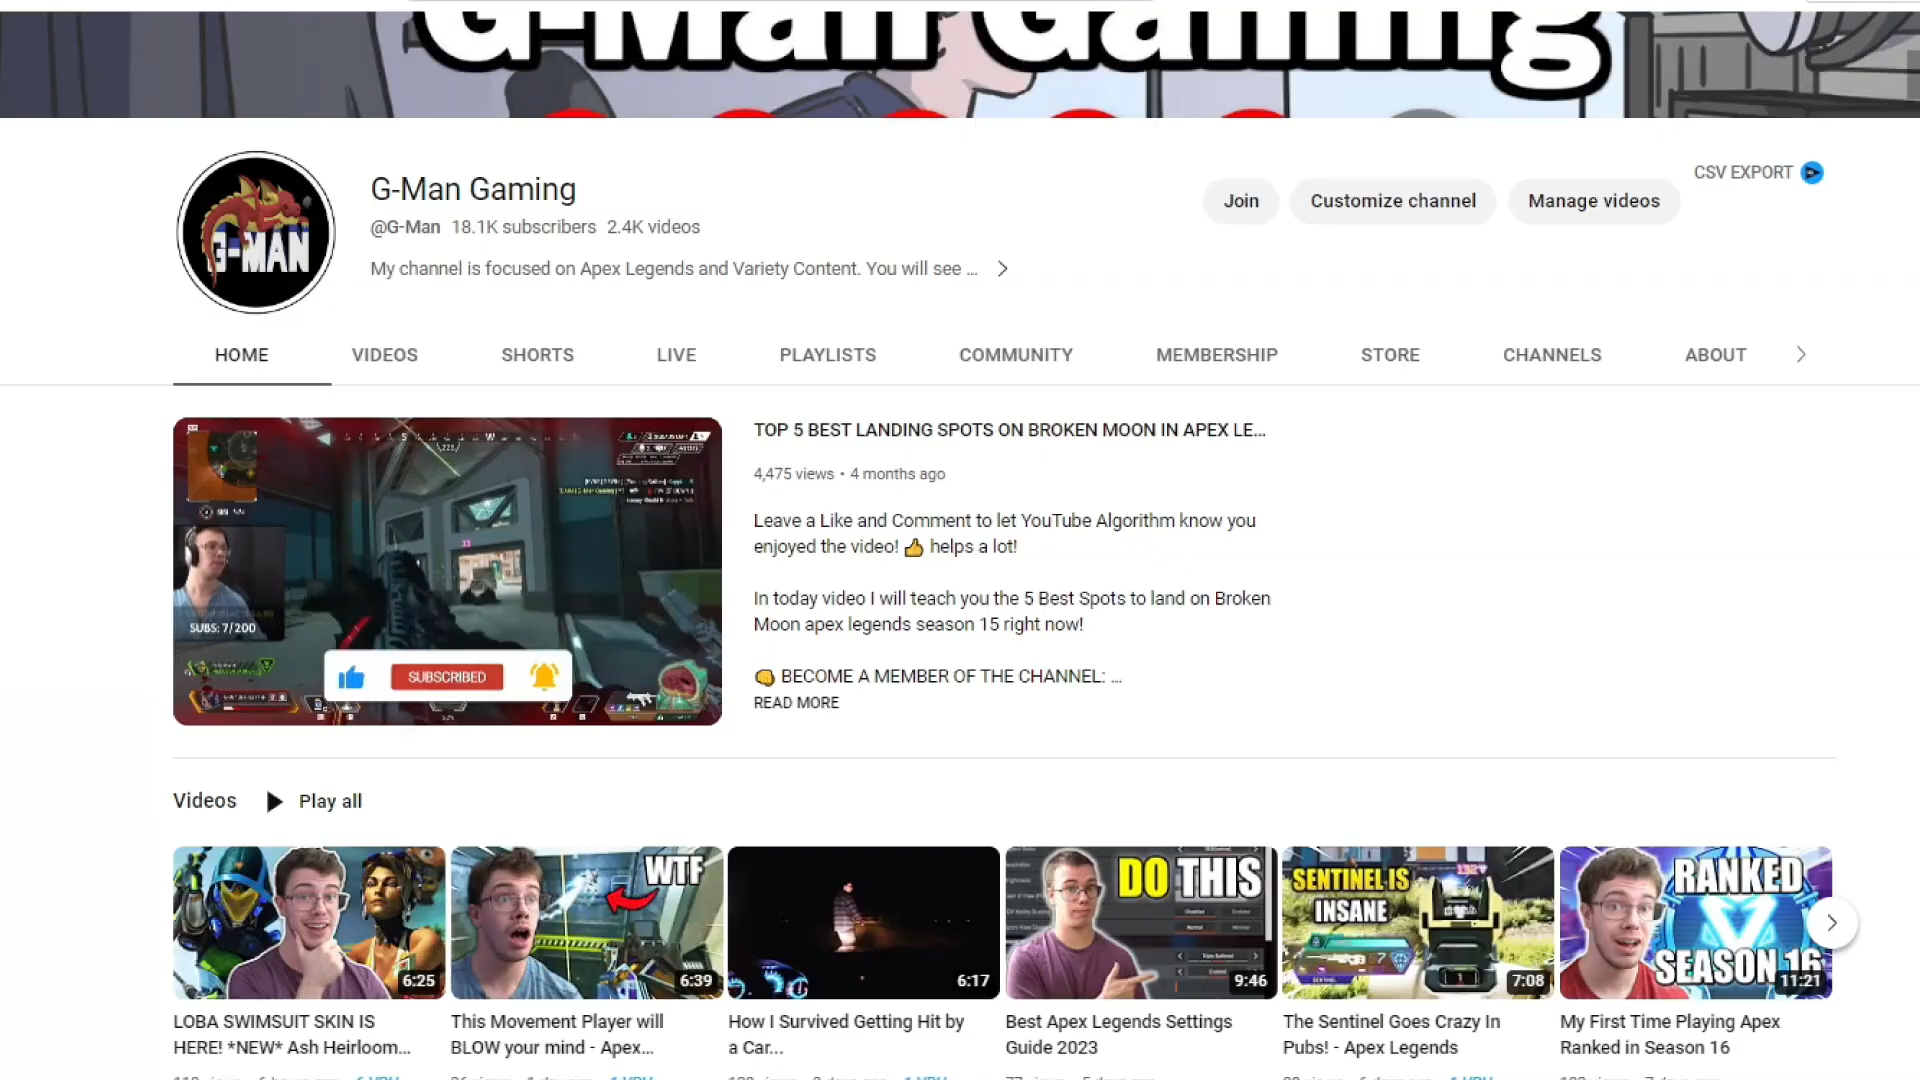 G-Man Gaming
G-MAN
G-Man Gaming
@G-Man 18.1K subscribers 2.4K videos
My channel is focused on Apex Legends and Variety Content. You will see ...
Join
Customize channel
Manage videos
CSV EXPORT
HOME
VIDEOS
SHORTS
LIVE
PLAYLISTS
COMMUNITY
MEMBERSHIP
STORE
CHANNELS
ABOUT
S
W
33
SUBS: 7/200
SUBSCRIBED
TOP 5 BEST LANDING SPOTS ON BROKEN MOON IN APEX LE...
4,475 views • 4 months ago
Leave a Like and Comment to let YouTube Algorithm know you
enjoyed the video! 👍 helps a lot!
In today video I will teach you the 5 Best Spots to land on Broken
Moon apex legends season 15 right now!
👊 BECOME A MEMBER OF THE CHANNEL: ...
READ MORE
Videos
Play all
6:25
WTF
6:39
6:17
DO THIS
9:46
SENTINEL IS
INSANE
7:08
RANKED
SEASON 16
11:21
LOBA SWIMSUIT SKIN IS
HERE! *NEW* Ash Heirloom...
This Movement Player will
BLOW your mind - Apex...
How I Survived Getting Hit by
a Car...
Best Apex Legends Settings
Guide 2023
The Sentinel Goes Crazy In
Pubs! - Apex Legends
My First Time Playing Apex
Ranked in Season 16